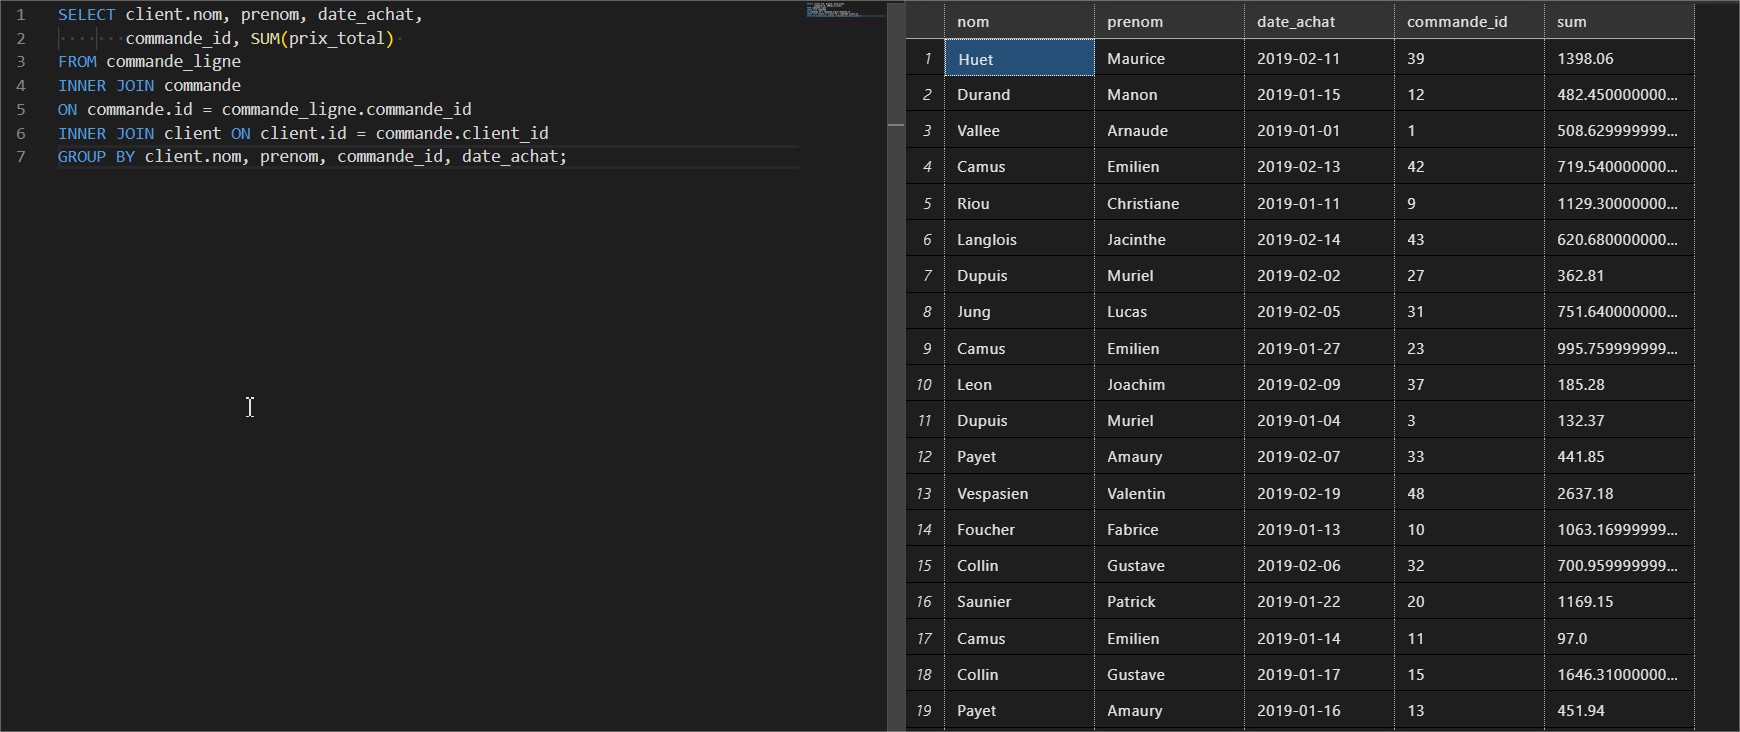 1 SELECT client.nom, prenom, date_achat,
2 commande_id, SUM(prix_total)
3 FROM commande_ligne
4 INNER JOIN commande
5 ON commande.id = commande_ligne.commande_id
6 INNER JOIN client ON client.id = commande.client_id
7 GROUP BY client.nom, prenom, commande_id, date_achat;
nom prenom date_achat commande_id sum
1 Huet Maurice 2019-02-11 39 1398.06
2 Durand Manon 2019-01-15 12 482.450000000...
3 Vallee Arnaude 2019-01-01 1 508.629999999...
4 Camus Emilien 2019-02-13 42 719.540000000...
5 Riou Christiane 2019-01-11 9 1129.30000000...
6 Langlois Jacinthe 2019-02-14 43 620.680000000...
7 Dupuis Muriel 2019-02-02 27 362.81
8 Jung Lucas 2019-02-05 31 751.640000000...
9 Camus Emilien 2019-01-27 23 995.759999999...
10 Leon Joachim 2019-02-09 37 185.28
11 Dupuis Muriel 2019-01-04 3 132.37
12 Payet Amaury 2019-02-07 33 441.85
13 Vespasien Valentin 2019-02-19 48 2637.18
14 Foucher Fabrice 2019-01-13 10 1063.16999999...
15 Collin Gustave 2019-02-06 32 700.959999999...
16 Saunier Patrick 2019-01-22 20 1169.15
17 Camus Emilien 2019-01-14 11 97.0
18 Collin Gustave 2019-01-17 15 1646.31000000...
19 Payet Amaury 2019-01-16 13 451.94